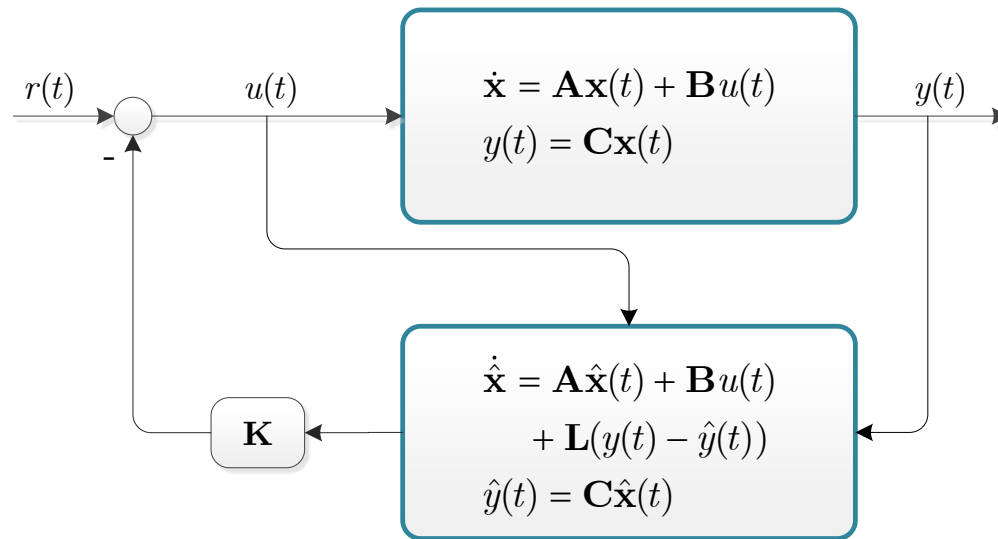 r(t)
u(t)
ẋ = Ax(t) + Bu(t)
y(t) = Cx(t)
y(t)
-
x̂̇ = Ax̂(t) + Bu(t)
+ L(y(t) − ŷ(t))
ŷ(t) = Cx̂(t)
K